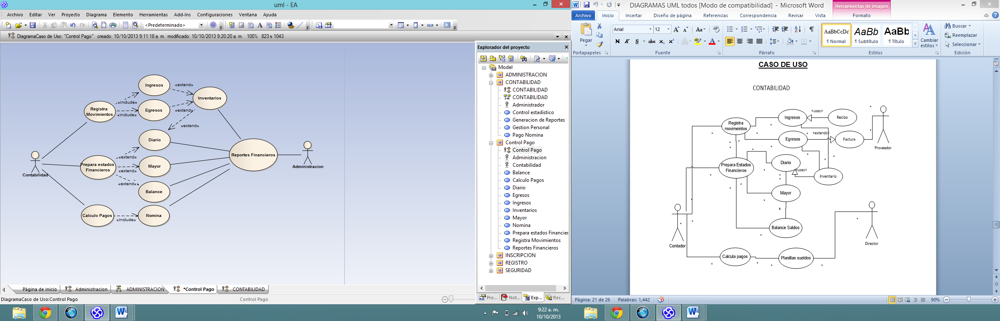 uml - EA
Archivo Editar Ver Proyecto Diagrama Elemento Herramientas Add-Ins Configuraciones Ventana Ayuda
<Predeterminado>
DiagramaCaso de Uso: "Control Pago" creado: 10/10/2013 9:11:18 a. m. modificado: 10/10/2013 9:20:20 a. m. 100% 823 x 1043
Ingresos
«extend»
Inventarios
«include»
Registra
Movimientos
Egresos
«extend»
«include»
«extend»
Diario
Reportes Financieros
«extend»
Contabilidad
Prepara estados
Financieros
Mayor
«extend»
Administracion
«extend»
Balance
Calculo Pagos
«include»
Nomina
Explorador del proyecto
Model
ADMINISTRACION
CONTABILIDAD
CONTABILIDAD
CONTABILIDAD
Administrador
Control estadistico
Generacion de Reportes
Gestion Personal
Pago Nomina
Control Pago
Control Pago
Administracion
Contabilidad
Balance
Calculo Pagos
Diario
Egresos
Ingresos
Inventarios
Mayor
Nomina
Prepara estados Financier
Registra Movimientos
Reportes Financieros
INSCRIPCION
REGISTRO
SEGURIDAD
Pro... Not... Exp... Rec...
Página de inicio Administracion ADMINISTRACION *Control Pago CONTABILIDAD
DiagramaCaso de Uso:Control Pago Control Pago
9:22 a. m.
10/10/2013
DIAGRAMAS UML todos [Modo de compatibilidad] - Microsoft Word
Herramientas de imagen
Archivo Inicio Insertar Diseño de página Referencias Correspondencia Revisar Vista Formato
Pegar
Portapapeles
Arial 12
N K S abc x₂ x²
Fuente
Párrafo
AaBbCcDd AaBb AaBb
¶ Normal ¶ Subtítulo ¶ Título
Cambiar
estilos
Estilos
Buscar
Reemplazar
Seleccionar
Edición
CASO DE USO
CONTABILIDAD
Ingresos
«uses»
Recibo
Registra
movimeintos
Egresos
«extends»
Factura
Proveedor
Prepara Estados
Financieros
Diario
«uses»
Inventario
Mayor
Balance Saldos
Contador
Director
Calcula pagos
Planillas sueldos
Página: 21 de 26 Palabras: 1,442 90%